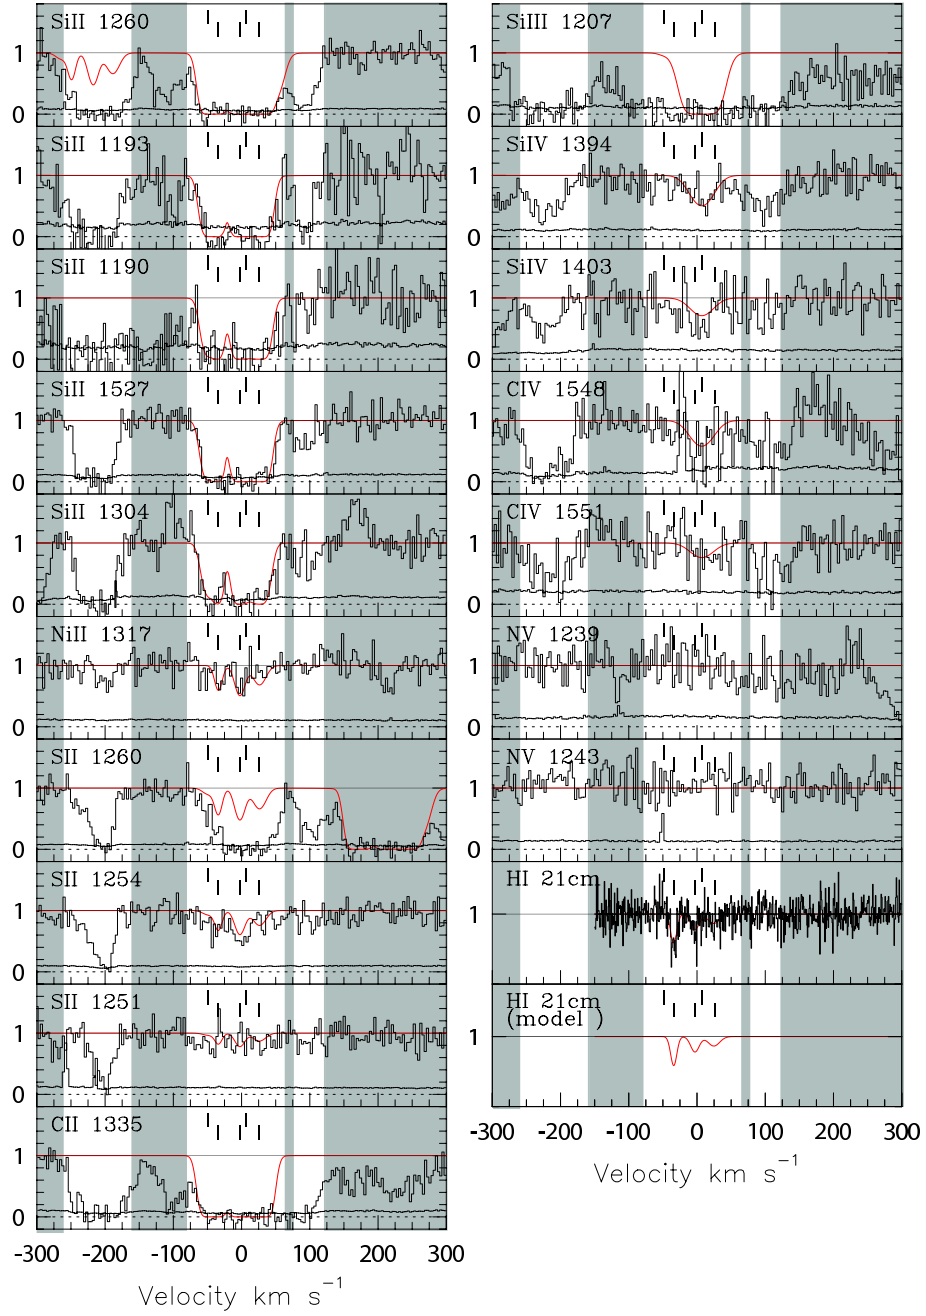 SiII 1260
1
0
SiII 1193
1
0
SiII 1190
1
0
SiII 1527
1
0
SiII 1304
1
0
NiII 1317
1
0
SII 1260
1
0
SII 1254
1
0
SII 1251
1
0
CII 1335
1
0
-300 -200 -100 0 100 200 300
Velocity km s⁻¹
SiIII 1207
1
0
SiIV 1394
1
0
SiIV 1403
1
0
CIV 1548
1
0
CIV 1551
1
0
NV 1239
1
0
NV 1243
1
0
HI 21cm
1
HI 21cm
(model )
1
-300 -200 -100 0 100 200 300
Velocity km s⁻¹